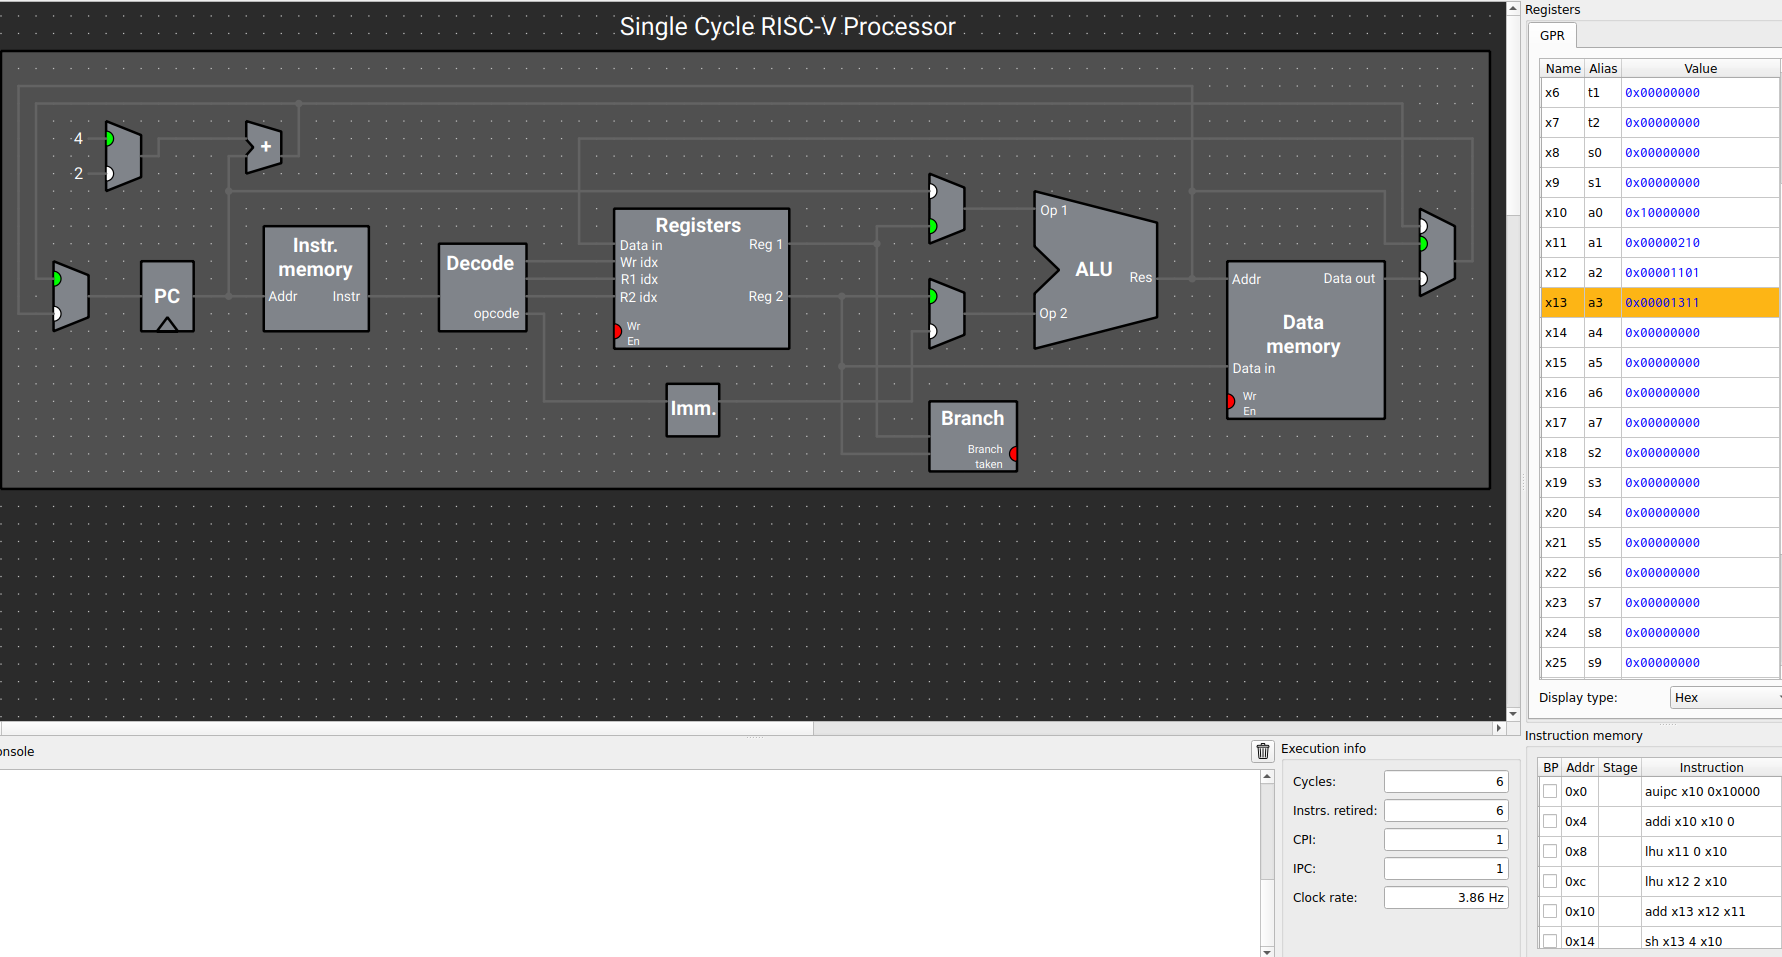 Single Cycle RISC-V Processor
4
2
+
PC
Instr.
memory
Addr
Instr
Decode
opcode
Registers
Data in
Reg 1
Wr idx
R1 idx
R2 idx
Reg 2
Wr
En
Imm.
Op 1
ALU
Res
Op 2
Branch
Branch
taken
Addr
Data out
Data
memory
Data in
Wr
En
Registers
GPR
Name Alias Value
x6 t1 0x00000000
x7 t2 0x00000000
x8 s0 0x00000000
x9 s1 0x00000000
x10 a0 0x10000000
x11 a1 0x00000210
x12 a2 0x00001101
x13 a3 0x00001311
x14 a4 0x00000000
x15 a5 0x00000000
x16 a6 0x00000000
x17 a7 0x00000000
x18 s2 0x00000000
x19 s3 0x00000000
x20 s4 0x00000000
x21 s5 0x00000000
x22 s6 0x00000000
x23 s7 0x00000000
x24 s8 0x00000000
x25 s9 0x00000000
Display type: Hex
onsole
Execution info
Cycles: 6
Instrs. retired: 6
CPI: 1
IPC: 1
Clock rate: 3.86 Hz
Instruction memory
BP Addr Stage Instruction
0x0 auipc x10 0x10000
0x4 addi x10 x10 0
0x8 lhu x11 0 x10
0xc lhu x12 2 x10
0x10 add x13 x12 x11
0x14 sh x13 4 x10